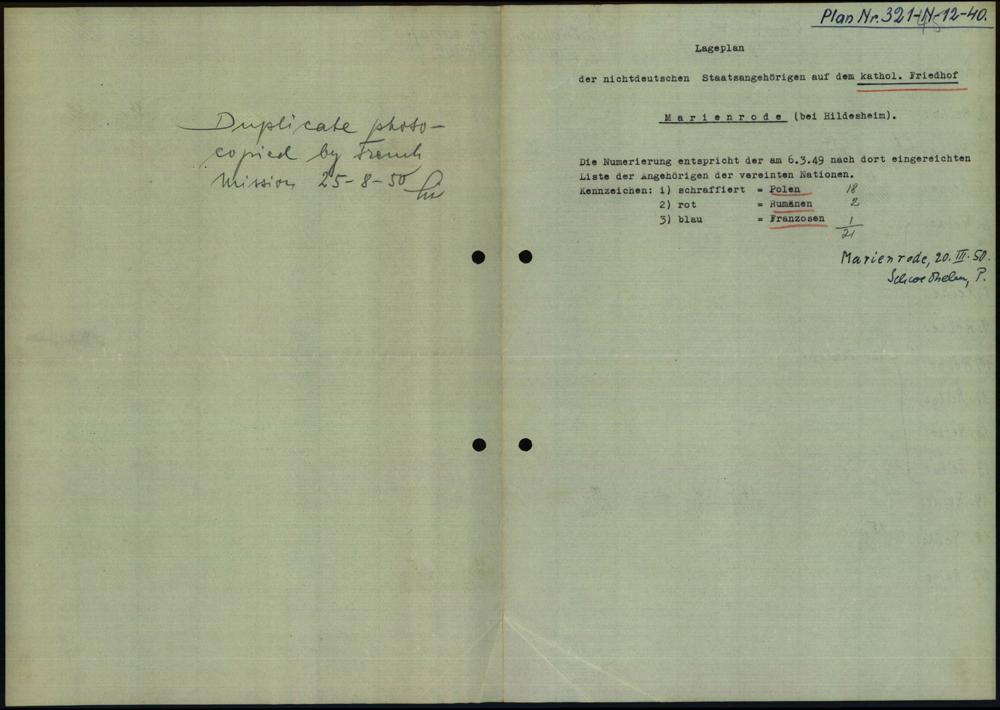 Duplicate photo-
copied by French
Mission 25-8-50
Plan Nr. 321-IN-12-40.
Lageplan
der nichtdeutschen Staatsangehörigen auf dem kathol. Friedhof
Marienrode (bei Hildesheim).
Die Numerierung entspricht der am 6.3.49 nach dort eingereichten
Liste der Angehörigen der vereinten Nationen.
Kennzeichen: 1) schraffiert = Polen 18
2) rot = Rumänen 2
3) blau = Franzosen 1
21
Marienrode, 20. III. 50.
P.